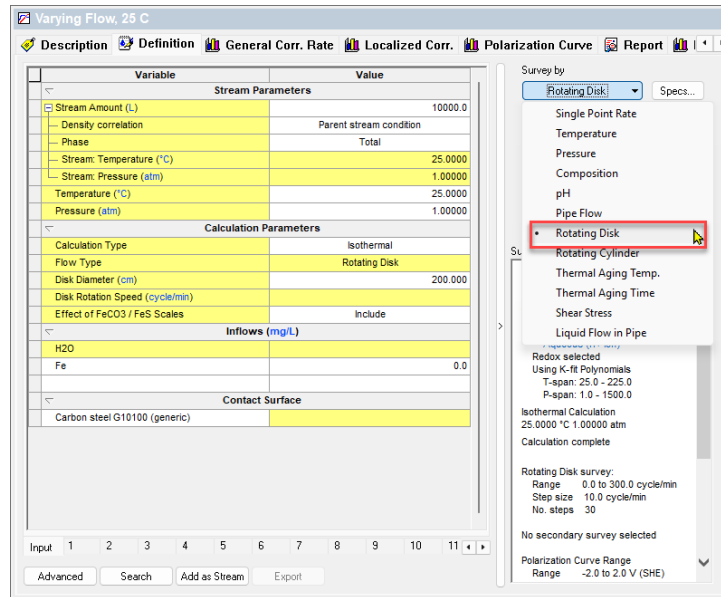 Varying Flow, 25 C
Description Definition General Corr. Rate Localized Corr. Polarization Curve Report
Variable Value
Stream Parameters
Stream Amount (L) 10000.0
Density correlation Parent stream condition
Phase Total
Stream: Temperature (°C) 25.0000
Stream: Pressure (atm) 1.00000
Temperature (°C) 25.0000
Pressure (atm) 1.00000
Calculation Parameters
Calculation Type Isothermal
Flow Type Rotating Disk
Disk Diameter (cm) 200.000
Disk Rotation Speed (cycle/min)
Effect of FeCO3 / FeS Scales Include
Inflows (mg/L)
H2O
Fe 0.0
Contact Surface
Carbon steel G10100 (generic)
Input 1 2 3 4 5 6 7 8 9 10 11
Advanced Search Add as Stream Export
Survey by
Rotating Disk Specs...
Single Point Rate
Temperature
Pressure
Composition
pH
Pipe Flow
• Rotating Disk
Rotating Cylinder
Thermal Aging Temp.
Thermal Aging Time
Shear Stress
Liquid Flow in Pipe
Su
Redox selected
Using K-fit Polynomials
T-span: 25.0 - 225.0
P-span: 1.0 - 1500.0
Isothermal Calculation
25.0000 °C 1.00000 atm
Calculation complete
Rotating Disk survey:
Range 0.0 to 300.0 cycle/min
Step size 10.0 cycle/min
No. steps 30
No secondary survey selected
Polarization Curve Range
Range -2.0 to 2.0 V (SHE)